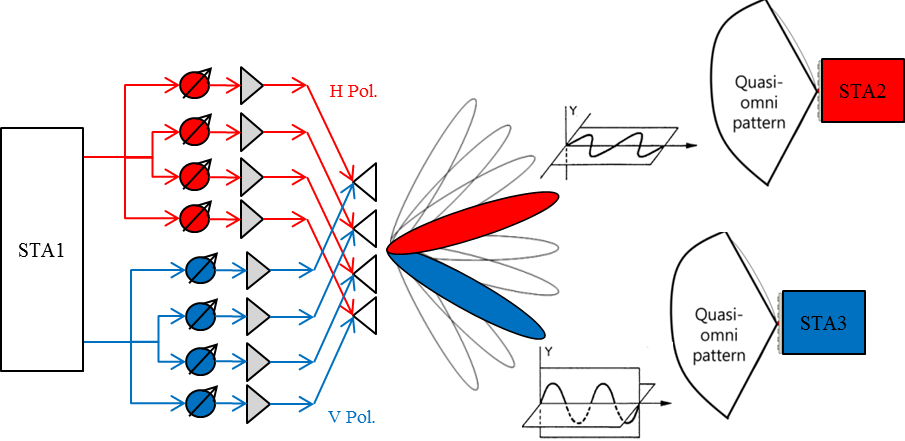 STA1
H Pol.
V Pol.
Y
Quasi-
omni
pattern
STA2
Y
Quasi-
omni
pattern
STA3